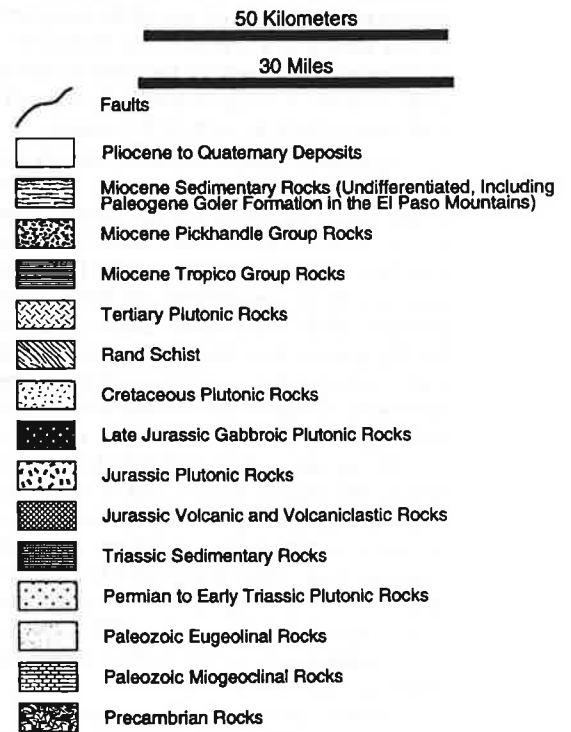 50 Kilometers
30 Miles
Faults
Pliocene to Quaternary Deposits
Miocene Sedimentary Rocks (Undifferentiated, Including
Paleogene Goler Formation in the El Paso Mountains)
Miocene Pickhandle Group Rocks
Miocene Tropico Group Rocks
Tertiary Plutonic Rocks
Rand Schist
Cretaceous Plutonic Rocks
Late Jurassic Gabbroic Plutonic Rocks
Jurassic Plutonic Rocks
Jurassic Volcanic and Volcaniclastic Rocks
Triassic Sedimentary Rocks
Permian to Early Triassic Plutonic Rocks
Paleozoic Eugeolinal Rocks
Paleozoic Miogeoclinal Rocks
Precambrian Rocks